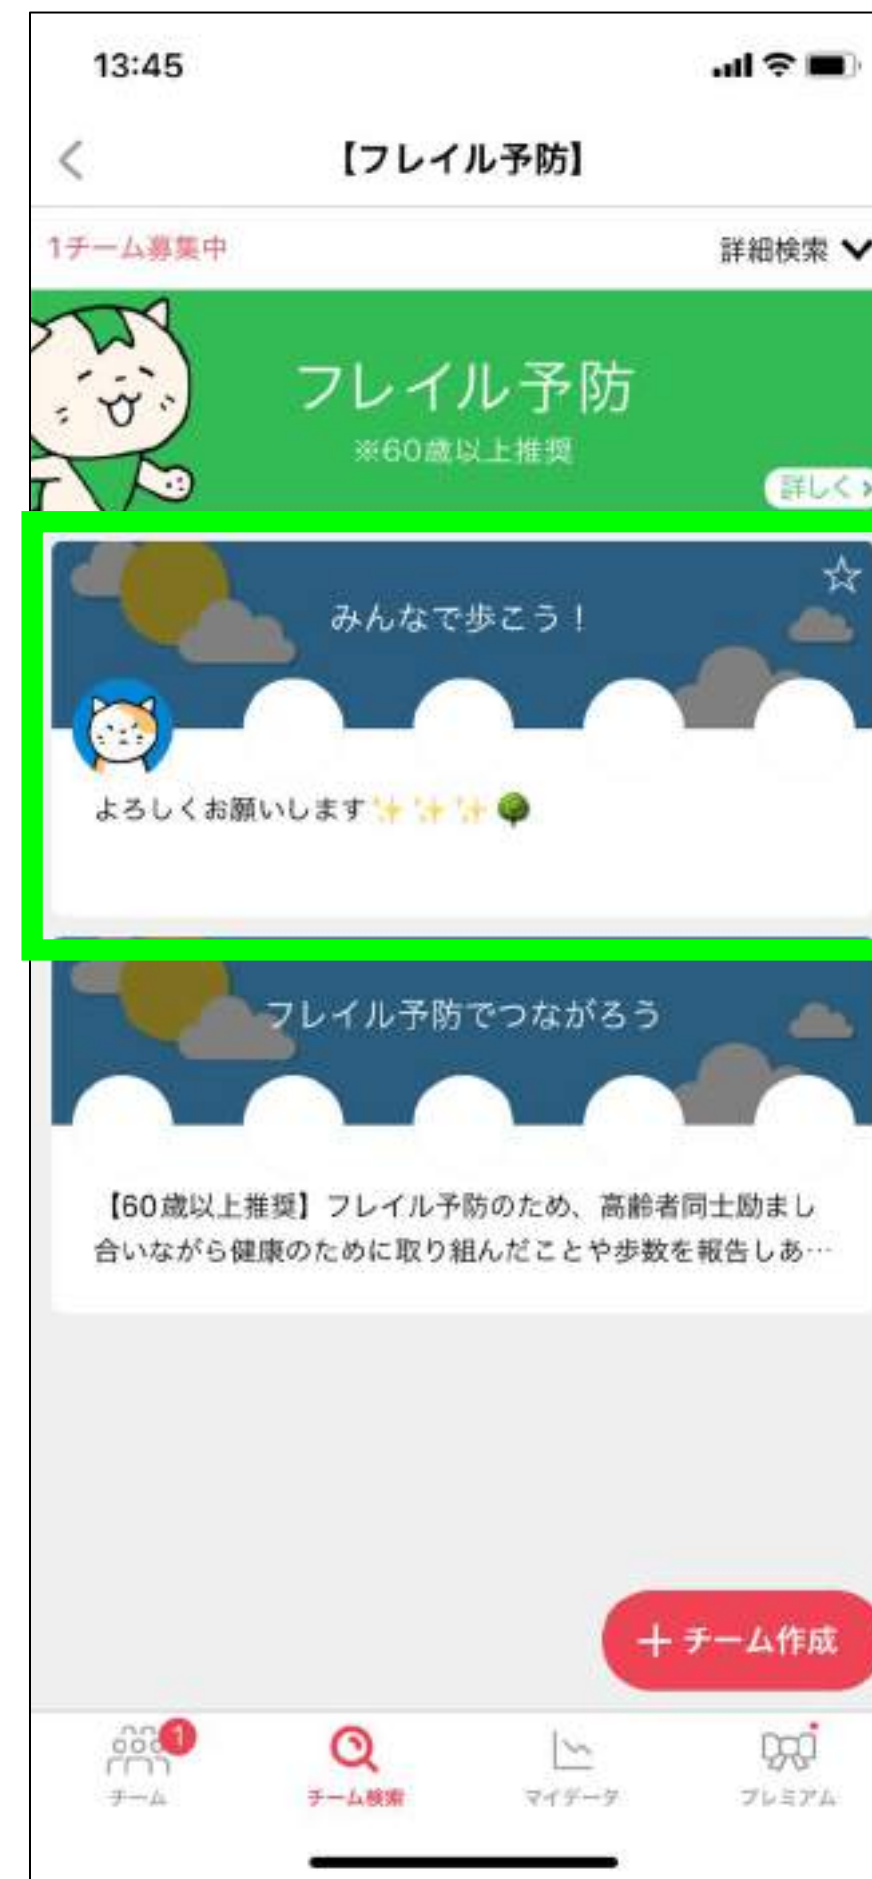 13:45
【フレイル予防】
1チーム募集中
詳細検索
フレイル予防
※60歳以上推奨
詳しく
みんなで歩こう！
よろしくお願いします✨✨✨🌳
フレイル予防でつながろう
【60歳以上推奨】フレイル予防のため、高齢者同士励まし
合いながら健康のために取り組んだことや歩数を報告しあ…
＋チーム作成
1
チーム
チーム検索
マイデータ
プレミアム